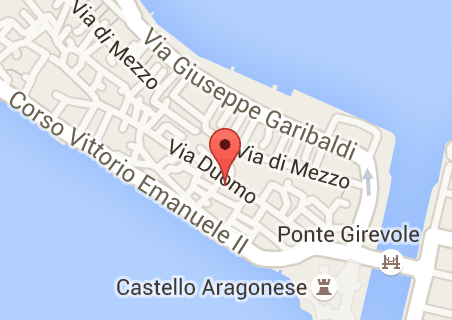 Via di Mezzo
Via Giuseppe Garibaldi
Corso Vittorio Emanuele II
Via Duomo
Via di Mezzo
Ponte Girevole
Castello Aragonese